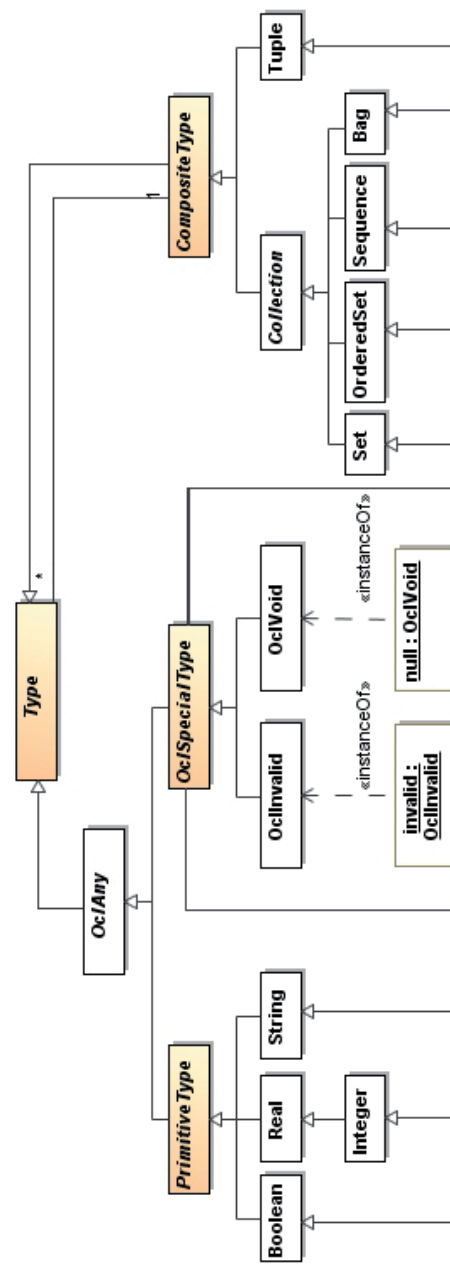 Type
*
1
OclAny
PrimitiveType
OclSpecialType
CompositeType
Boolean
Real
String
OclInvalid
OclVoid
Collection
Tuple
Integer
«instanceOf»
«instanceOf»
Set
OrderedSet
Sequence
Bag
invalid :
OclInvalid
null : OclVoid